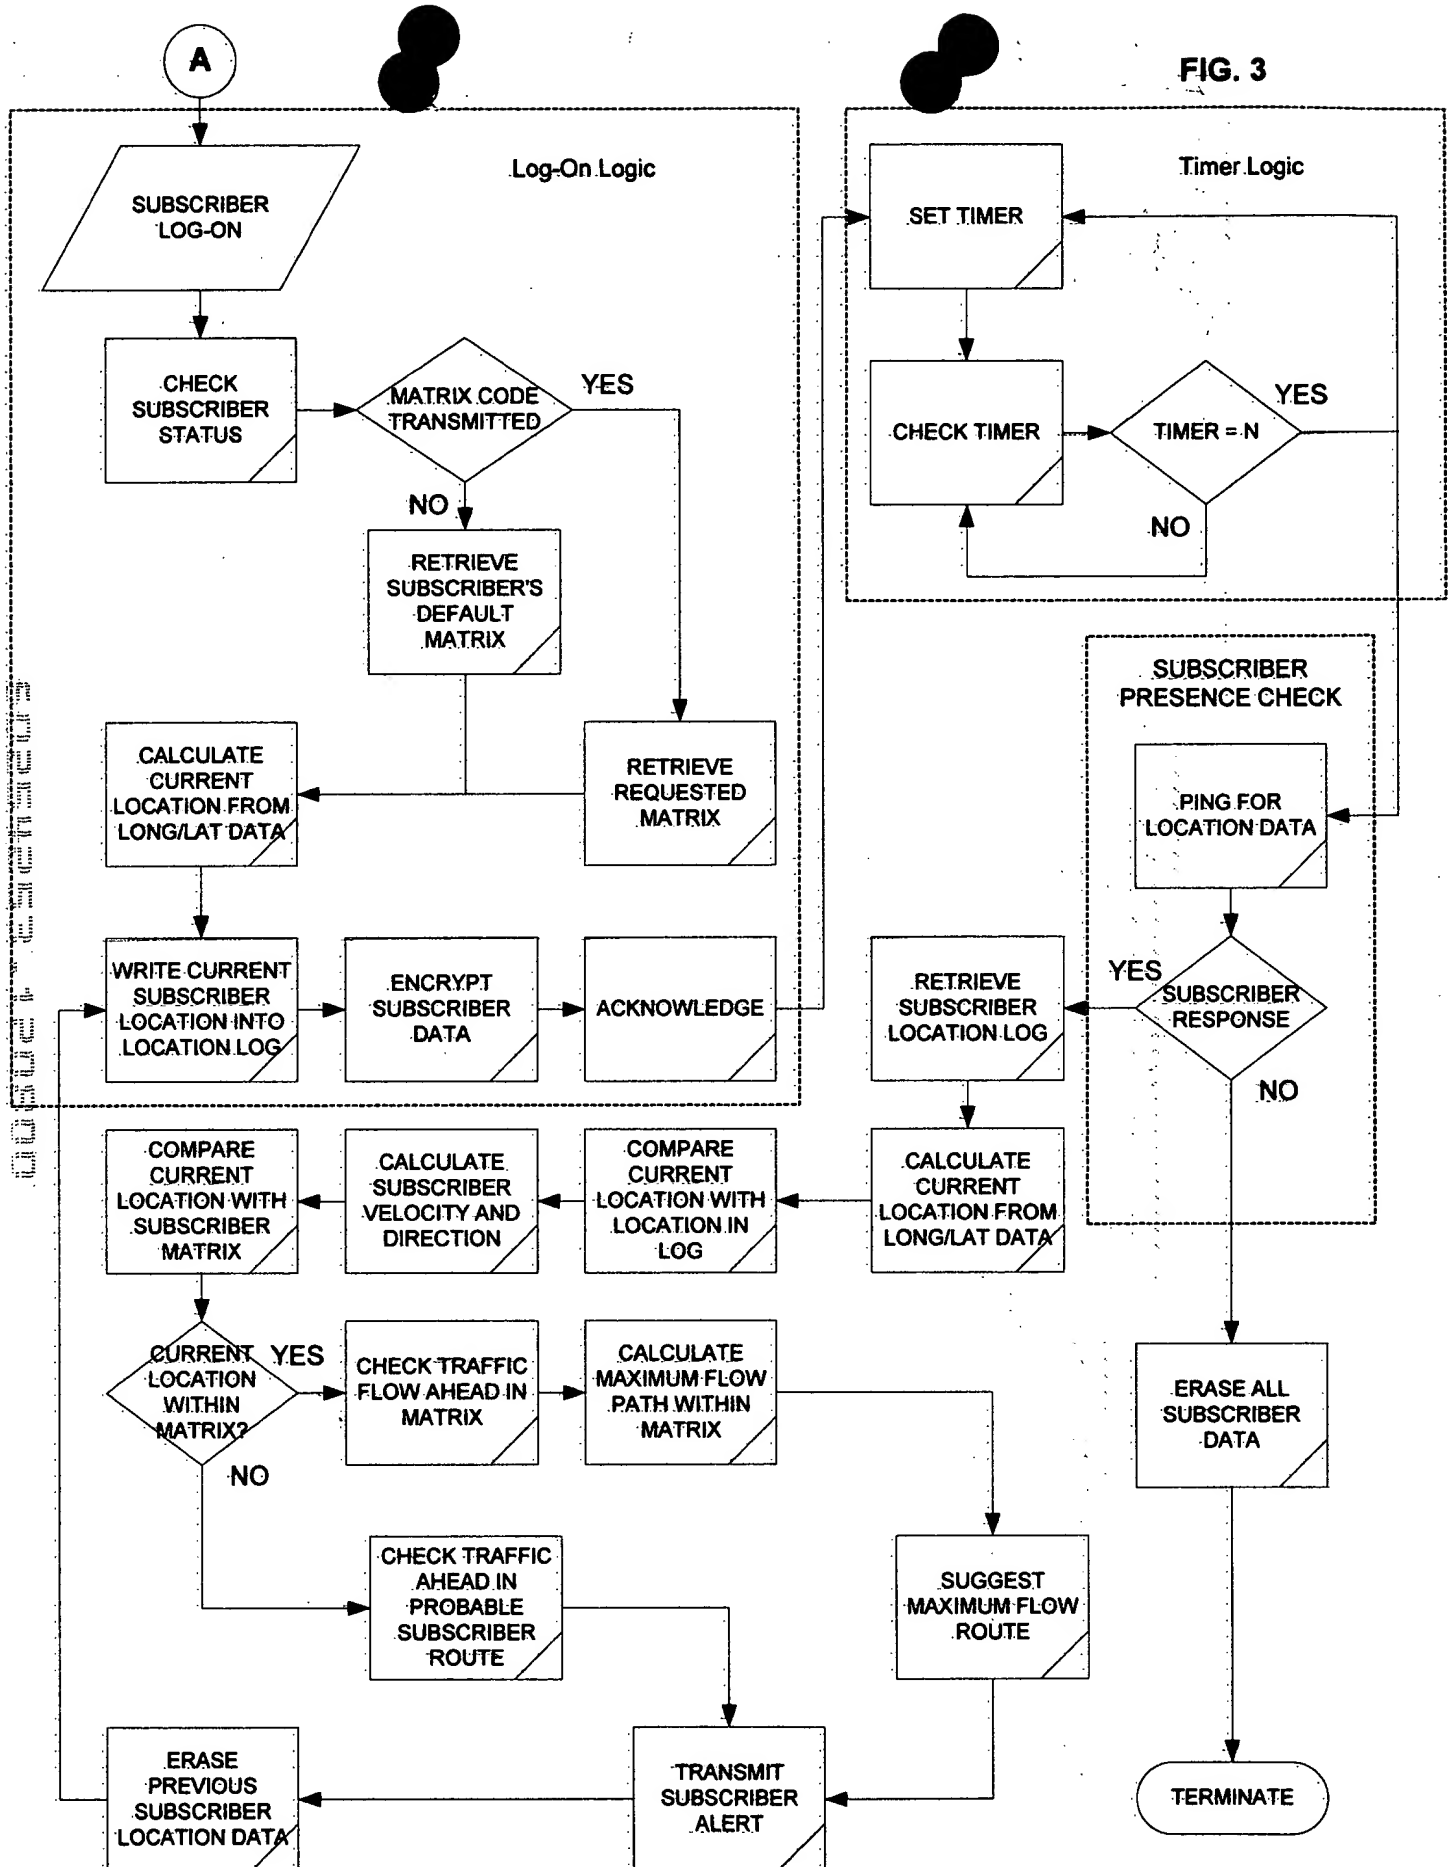 A
FIG. 3
Log-On Logic
SUBSCRIBER
LOG-ON
CHECK
SUBSCRIBER
STATUS
MATRIX CODE
TRANSMITTED
YES
NO
RETRIEVE
SUBSCRIBER'S
DEFAULT
MATRIX
CALCULATE
CURRENT
LOCATION FROM
LONG/LAT DATA
RETRIEVE
REQUESTED
MATRIX
WRITE CURRENT
SUBSCRIBER
LOCATION INTO
LOCATION LOG
ENCRYPT
SUBSCRIBER
DATA
ACKNOWLEDGE
Timer Logic
SET TIMER
CHECK TIMER
TIMER = N
YES
NO
SUBSCRIBER
PRESENCE CHECK
PING FOR
LOCATION DATA
SUBSCRIBER
RESPONSE
YES
NO
RETRIEVE
SUBSCRIBER
LOCATION LOG
CALCULATE
CURRENT
LOCATION FROM
LONG/LAT DATA
COMPARE
CURRENT
LOCATION WITH
LOCATION IN
LOG
CALCULATE
SUBSCRIBER
VELOCITY AND
DIRECTION
COMPARE
CURRENT
LOCATION WITH
SUBSCRIBER
MATRIX
CURRENT
LOCATION
WITHIN
MATRIX?
YES
NO
CHECK TRAFFIC
FLOW AHEAD IN
MATRIX
CALCULATE
MAXIMUM FLOW
PATH WITHIN
MATRIX
SUGGEST
MAXIMUM FLOW
ROUTE
CHECK TRAFFIC
AHEAD IN
PROBABLE
SUBSCRIBER
ROUTE
TRANSMIT
SUBSCRIBER
ALERT
ERASE
PREVIOUS
SUBSCRIBER
LOCATION DATA
ERASE ALL
SUBSCRIBER
DATA
TERMINATE